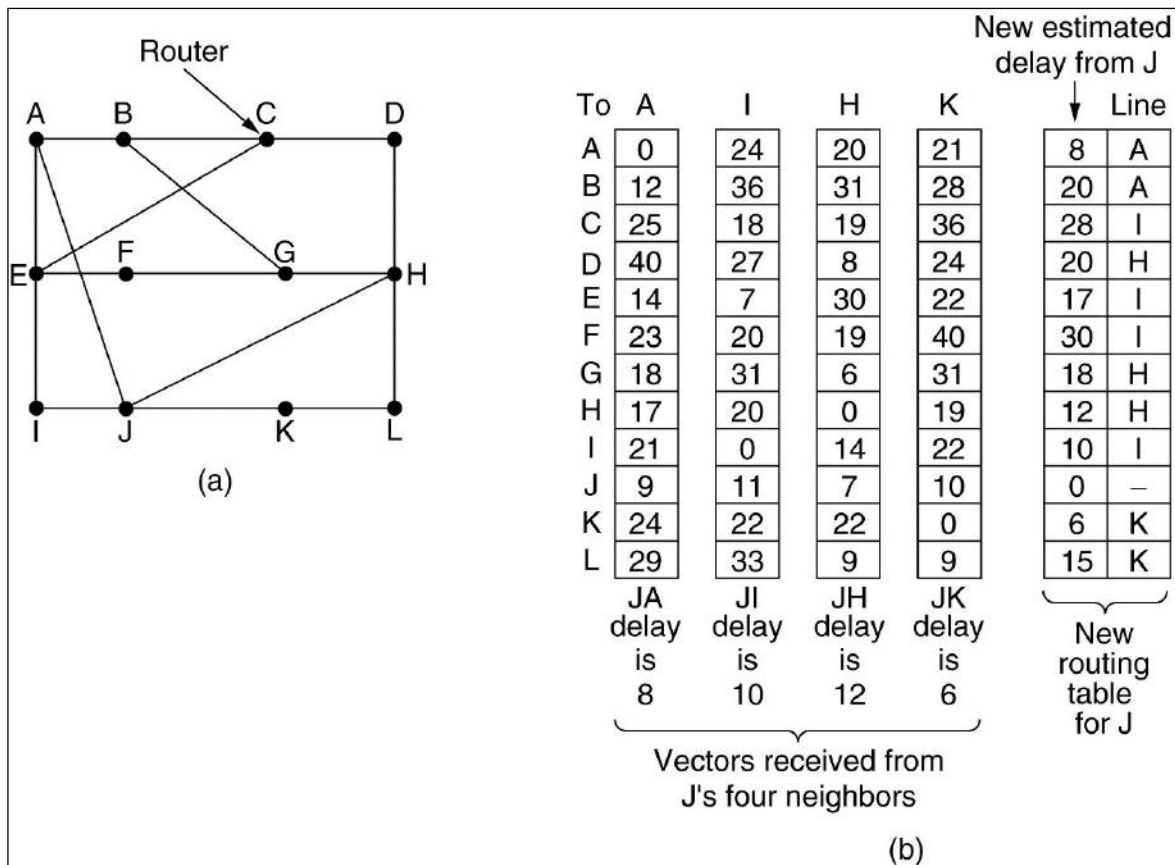 Router
A B C D
E F G H
I J K L
(a)
New estimated
delay from J
To A I H K Line
A 0 24 20 21 8 A
B 12 36 31 28 20 A
C 25 18 19 36 28 I
D 40 27 8 24 20 H
E 14 7 30 22 17 I
F 23 20 19 40 30 I
G 18 31 6 31 18 H
H 17 20 0 19 12 H
I 21 0 14 22 10 I
J 9 11 7 10 0 –
K 24 22 22 0 6 K
L 29 33 9 9 15 K
JA JI JH JK
delay delay delay delay
is is is is
8 10 12 6
New
routing
table
for J
Vectors received from
J's four neighbors
(b)